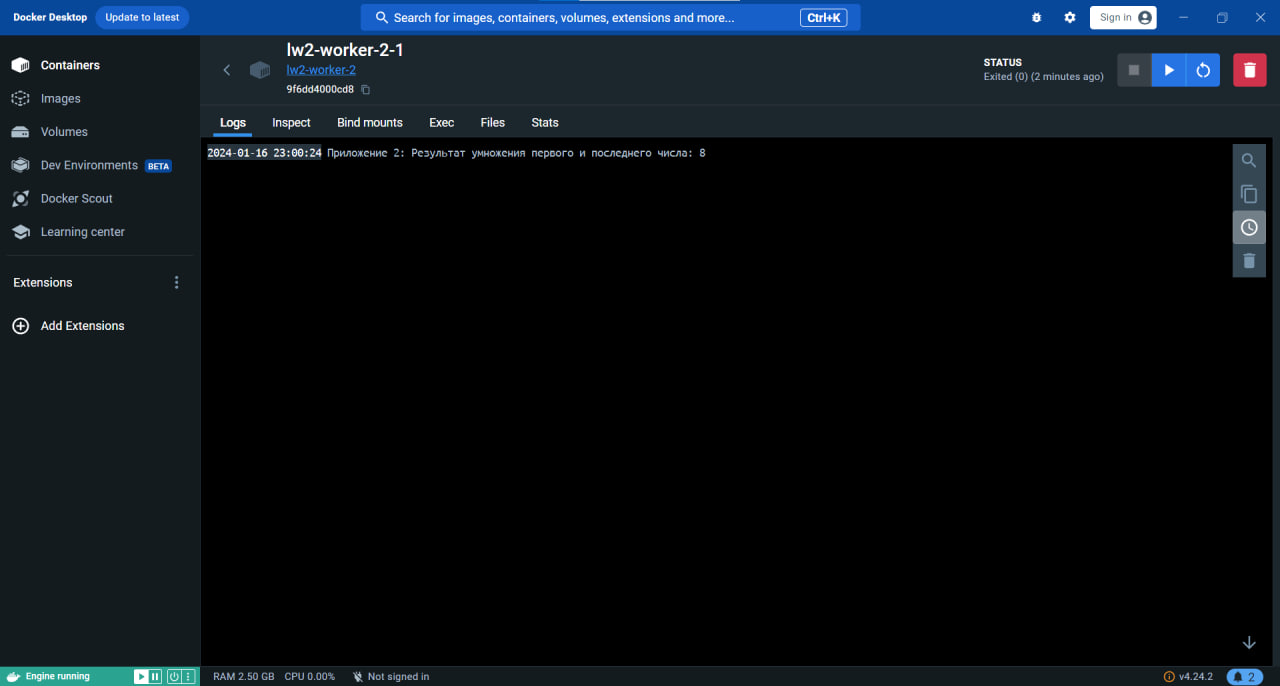 Docker Desktop Update to latest Search for images, containers, volumes, extensions and more... Ctrl+K Sign in
Containers
Images
Volumes
Dev Environments BETA
Docker Scout
Learning center
Extensions
Add Extensions
lw2-worker-2-1
lw2-worker-2
9f6dd4000cd8
STATUS
Exited (0) (2 minutes ago)
Logs Inspect Bind mounts Exec Files Stats
2024-01-16 23:00:24 Приложение 2: Результат умножения первого и последнего числа: 8
Engine running RAM 2.50 GB CPU 0.00% Not signed in v4.24.2 2